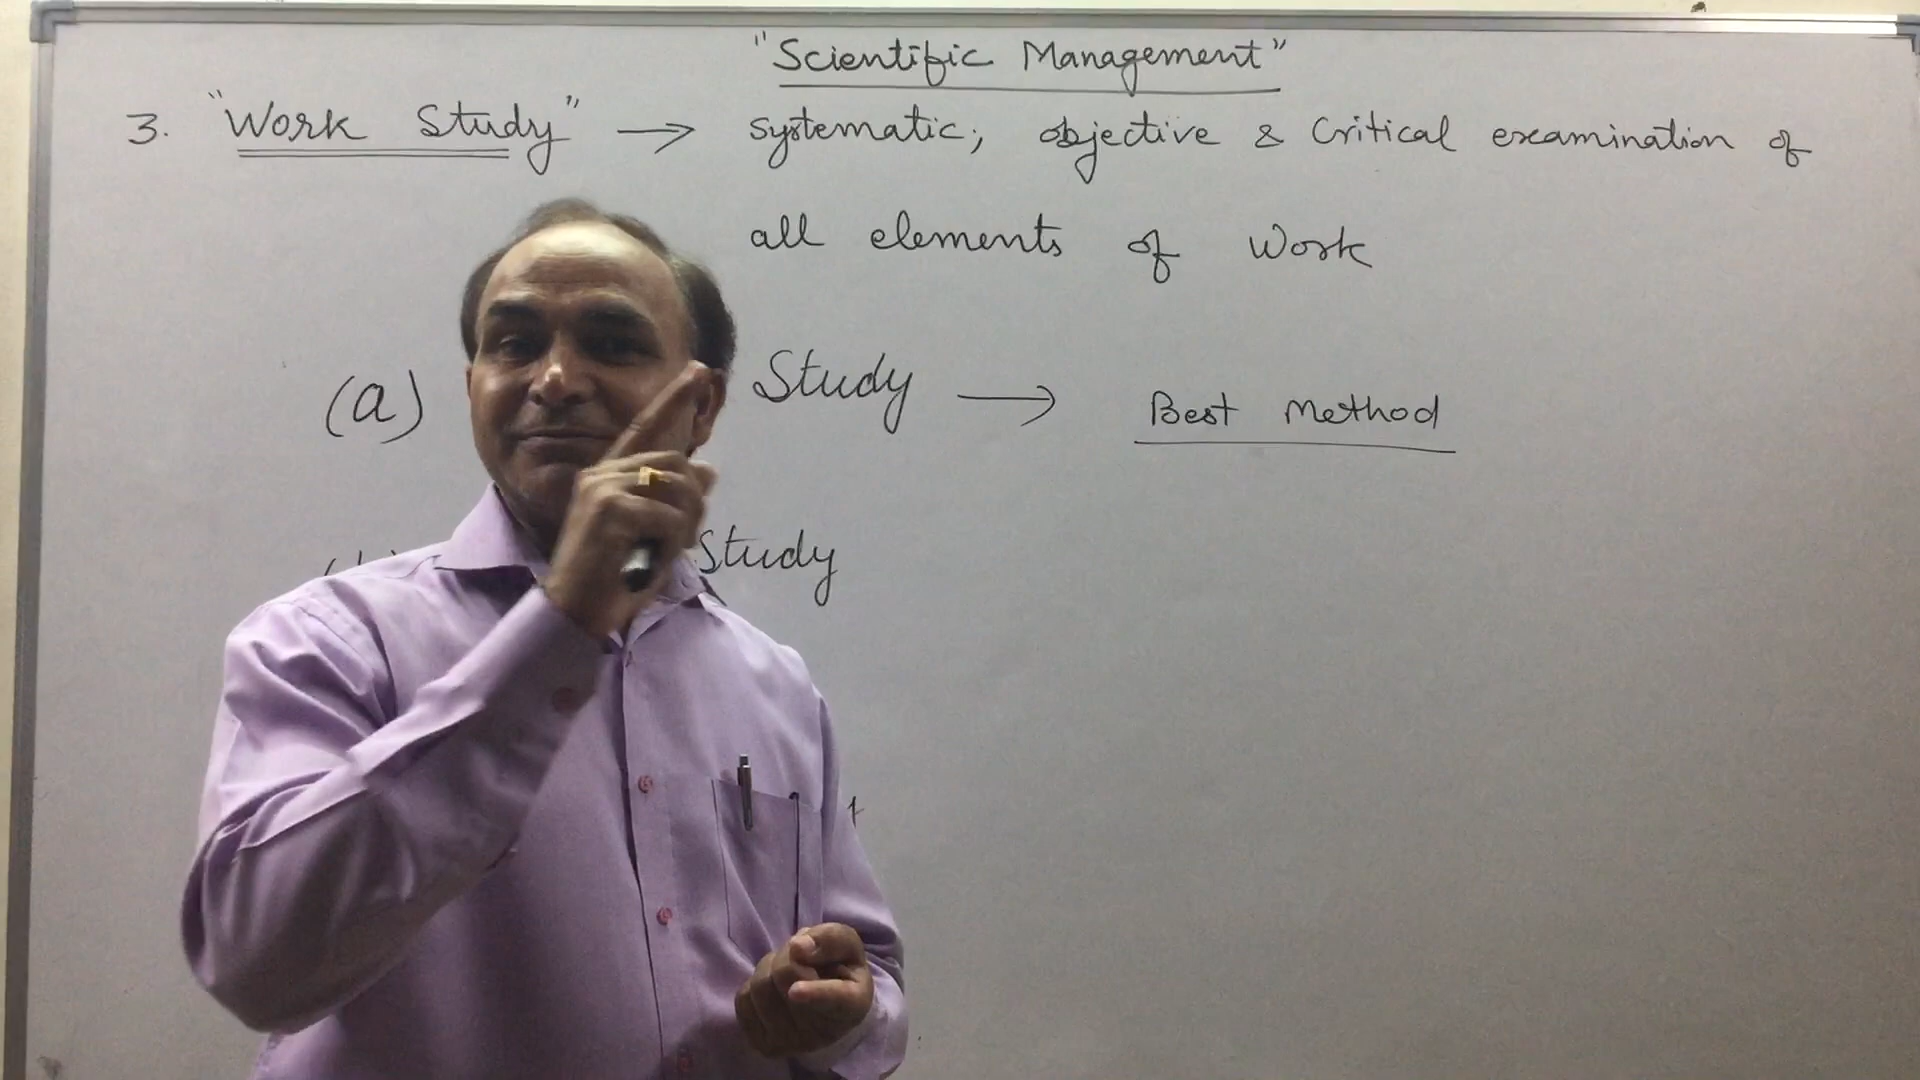 "Scientific Management"
3. "Work Study" → systematic, objective & Critical examination of
all elements of Work
(a) Study → Best Method
Study